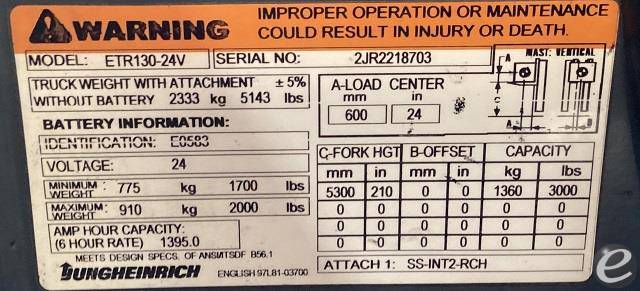 WARNING
IMPROPER OPERATION OR MAINTENANCE
COULD RESULT IN INJURY OR DEATH.
MODEL: ETR130-24V
SERIAL NO: 2JR2218703
TRUCK WEIGHT WITH ATTACHMENT ± 5%
WITHOUT BATTERY 2333 kg 5143 lbs
BATTERY INFORMATION:
IDENTIFICATION: E0583
VOLTAGE: 24
MINIMUM WEIGHT: 775 kg 1700 lbs
MAXIMUM WEIGHT: 910 kg 2000 lbs
AMP HOUR CAPACITY:
(6 HOUR RATE) 1395.0
MEETS DESIGN SPECS. OF ANSI/ITSDF B56.1
JUNGHEINRICH ENGLISH 97L81-03700
A-LOAD CENTER
mm in
600 24
MAST: VERTICAL
A
C
A B
C-FORK HGT B-OFFSET CAPACITY
mm in mm in kg lbs
5300 210 0 0 1360 3000
0 0 0 0 0 0
0 0 0 0 0 0
0 0 0 0 0 0
ATTACH 1: SS-INT2-RCH
e